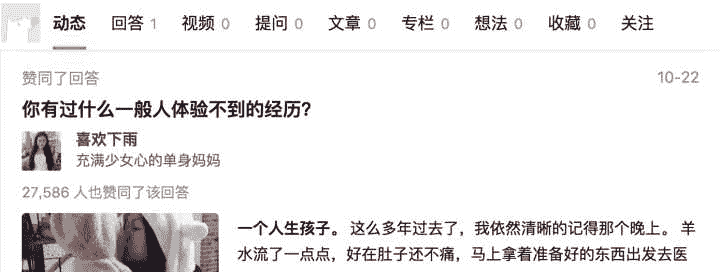 动态 回答 1 视频 0 提问 0 文章 0 专栏 0 想法 0 收藏 0 关注
赞同了回答 10-22
你有过什么一般人体验不到的经历?
喜欢下雨
充满少女心的单身妈妈
27,586 人也赞同了该回答
一个人生孩子。 这么多年过去了，我依然清晰的记得那个晚上。 羊
水流了一点点，好在肚子还不痛，马上拿着准备好的东西出发去医